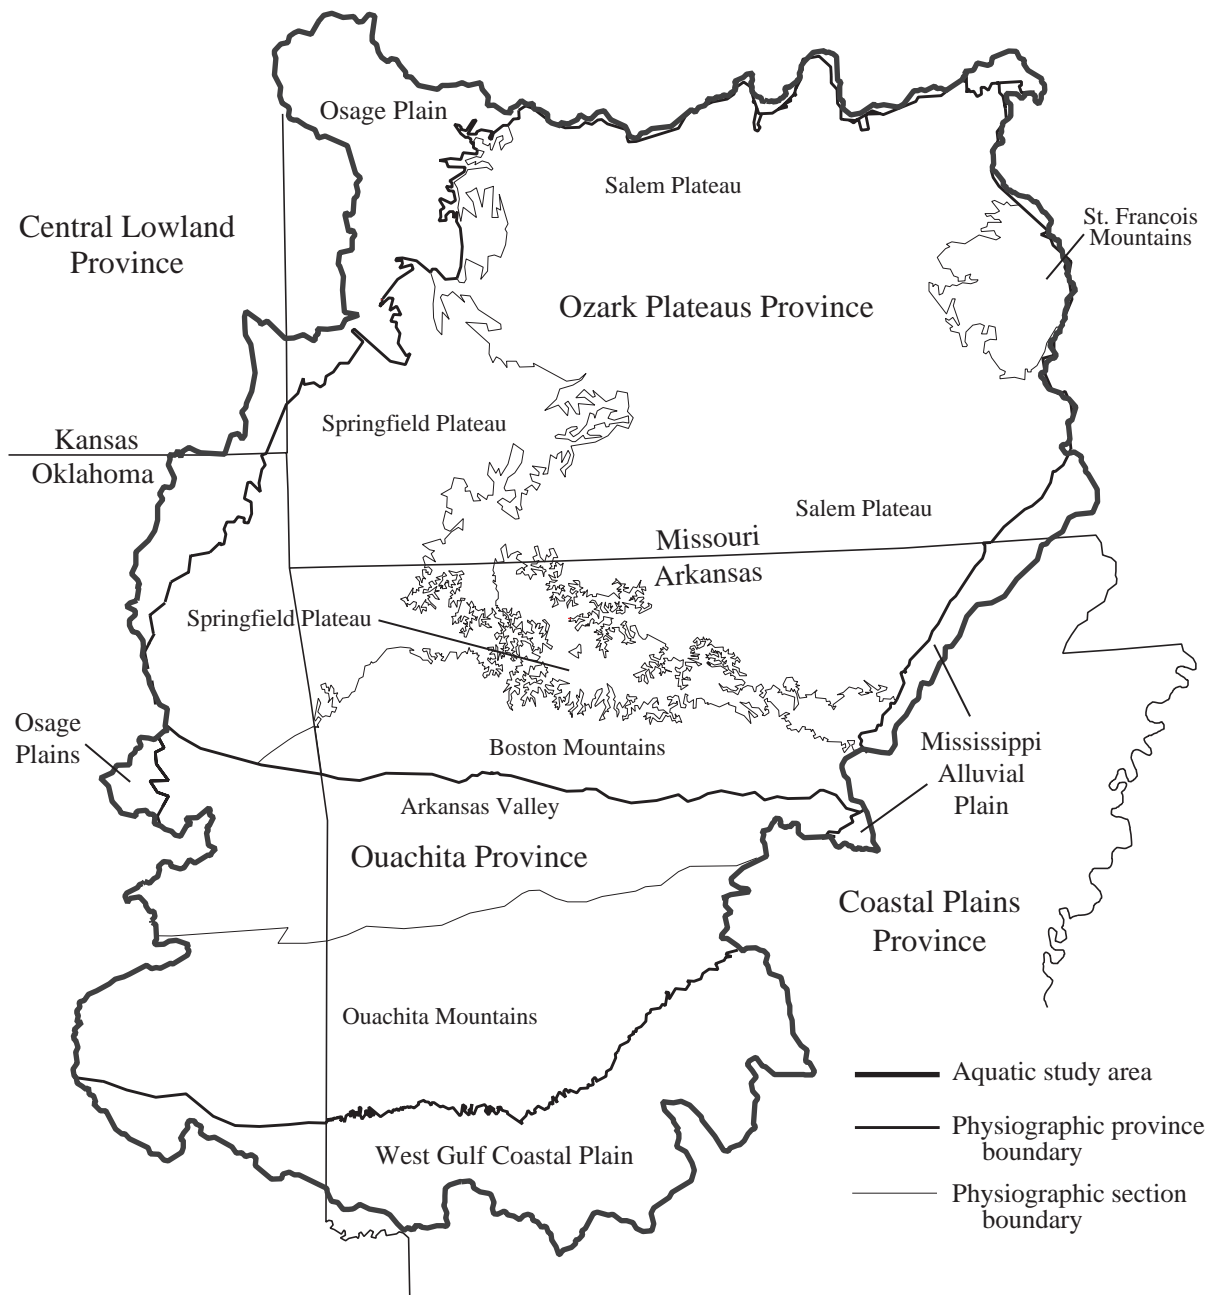 Osage Plain
Salem Plateau
St. Francois
Mountains
Central Lowland
Province
Ozark Plateaus Province
Springfield Plateau
Kansas
Oklahoma
Salem Plateau
Missouri
Arkansas
Springfield Plateau
Osage
Plains
Boston Mountains
Mississippi
Alluvial
Plain
Arkansas Valley
Ouachita Province
Coastal Plains
Province
Ouachita Mountains
West Gulf Coastal Plain
Aquatic study area
Physiographic province
boundary
Physiographic section
boundary